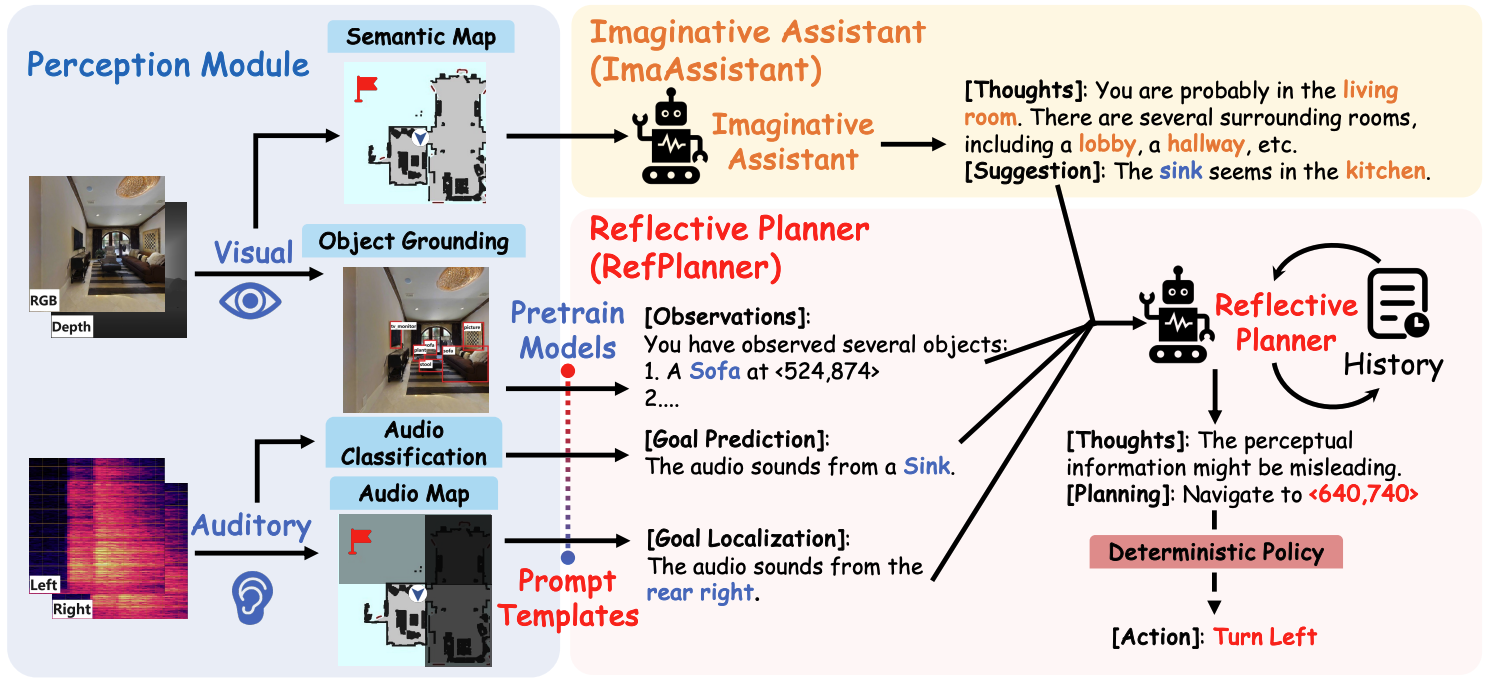 Perception Module
Semantic Map
RGB
Depth
Visual
Object Grounding
tv_monitor
picture
sofa
plant
sofa
stool
Audio
Classification
Audio Map
Left
Right
Auditory
Pretrain
Models
Prompt
Templates
Imaginative Assistant
(ImaAssistant)
Imaginative
Assistant
[Thoughts]: You are probably in the living
room. There are several surrounding rooms,
including a lobby, a hallway, etc.
[Suggestion]: The sink seems in the kitchen.
Reflective Planner
(RefPlanner)
[Observations]:
You have observed several objects:
1. A Sofa at <524,874>
2....
[Goal Prediction]:
The audio sounds from a Sink.
[Goal Localization]:
The audio sounds from the
rear right.
Reflective
Planner
History
[Thoughts]: The perceptual
information might be misleading.
[Planning]: Navigate to <640,740>
Deterministic Policy
[Action]: Turn Left